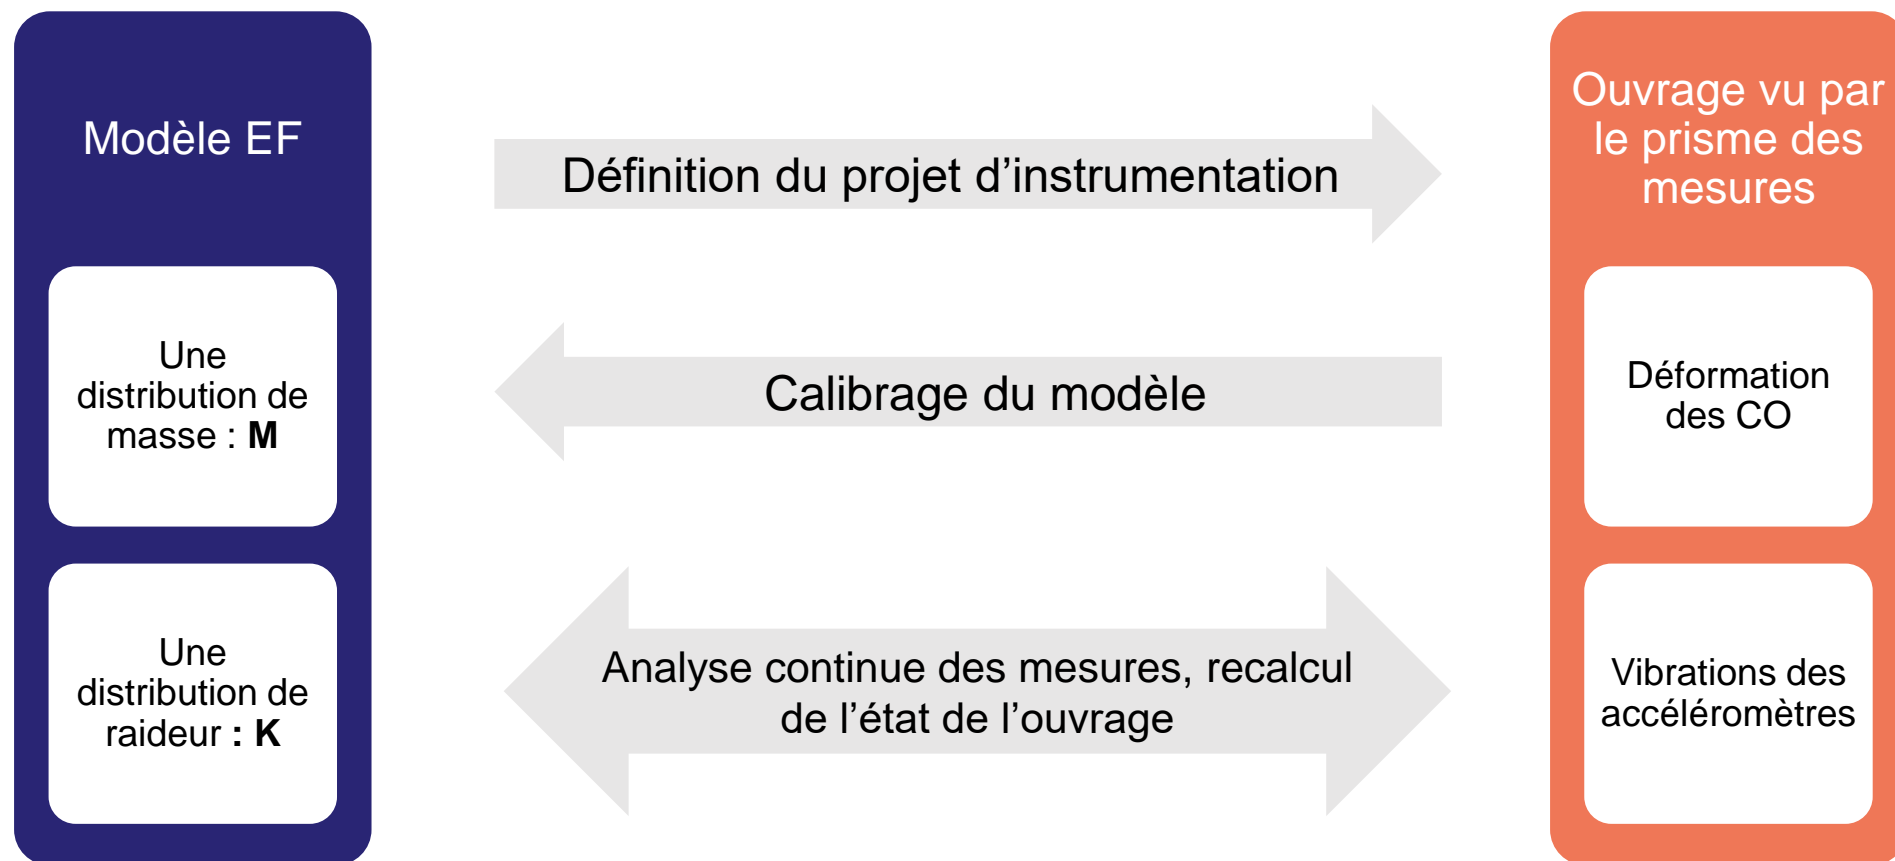 Modèle EF
Une
distribution de
masse : M
Une
distribution de
raideur : K
Définition du projet d’instrumentation
Calibrage du modèle
Analyse continue des mesures, recalcul
de l’état de l’ouvrage
Ouvrage vu par
le prisme des
mesures
Déformation
des CO
Vibrations des
accéléromètres